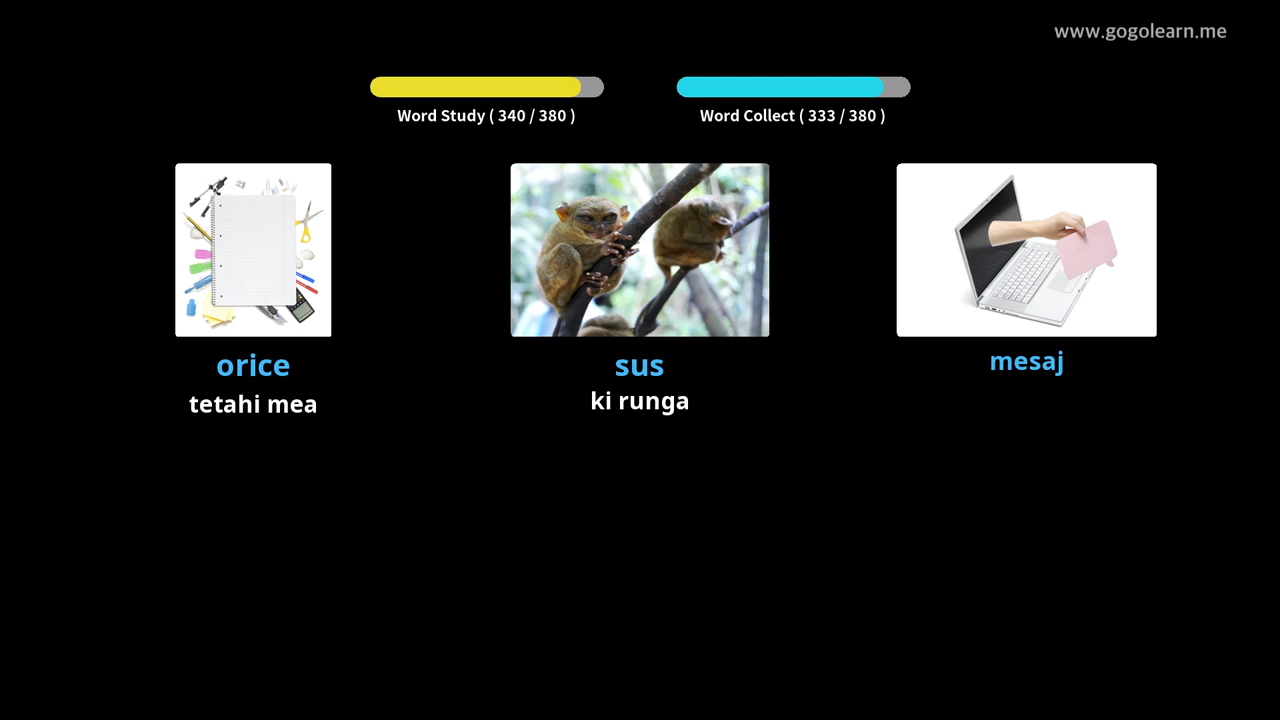 www.gogolearn.me
Word Study ( 340 / 380 )
Word Collect ( 333 / 380 )
orice
tetahi mea
sus
ki runga
mesaj